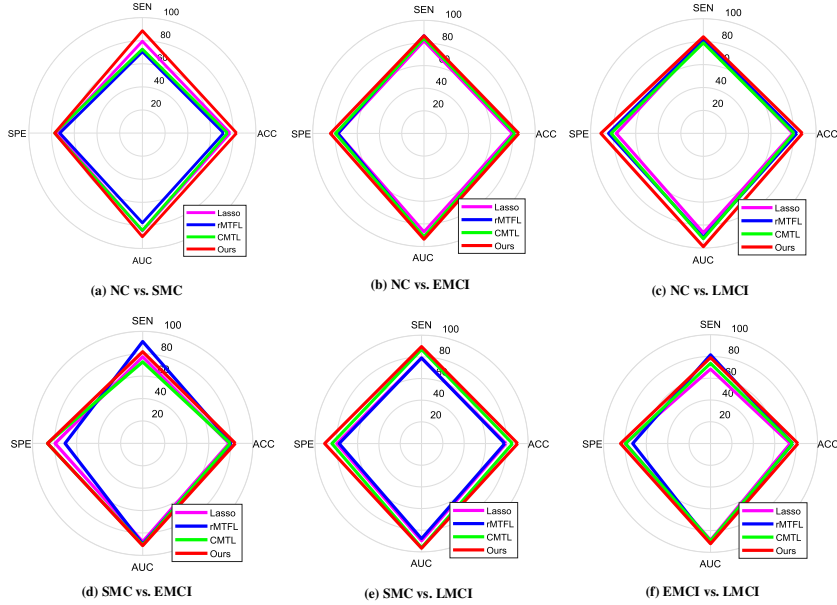 SEN
100
80
60
40
20
SPE
ACC
AUC
Lasso
rMTFL
CMTL
Ours
(a) NC vs. SMC
SEN
100
80
60
40
20
SPE
ACC
AUC
Lasso
rMTFL
CMTL
Ours
(b) NC vs. EMCI
SEN
100
80
60
40
20
SPE
ACC
AUC
Lasso
rMTFL
CMTL
Ours
(c) NC vs. LMCI
SEN
100
80
60
40
20
SPE
ACC
AUC
Lasso
rMTFL
CMTL
Ours
(d) SMC vs. EMCI
SEN
100
80
60
40
20
SPE
ACC
AUC
Lasso
rMTFL
CMTL
Ours
(e) SMC vs. LMCI
SEN
100
80
60
40
20
SPE
ACC
AUC
Lasso
rMTFL
CMTL
Ours
(f) EMCI vs. LMCI